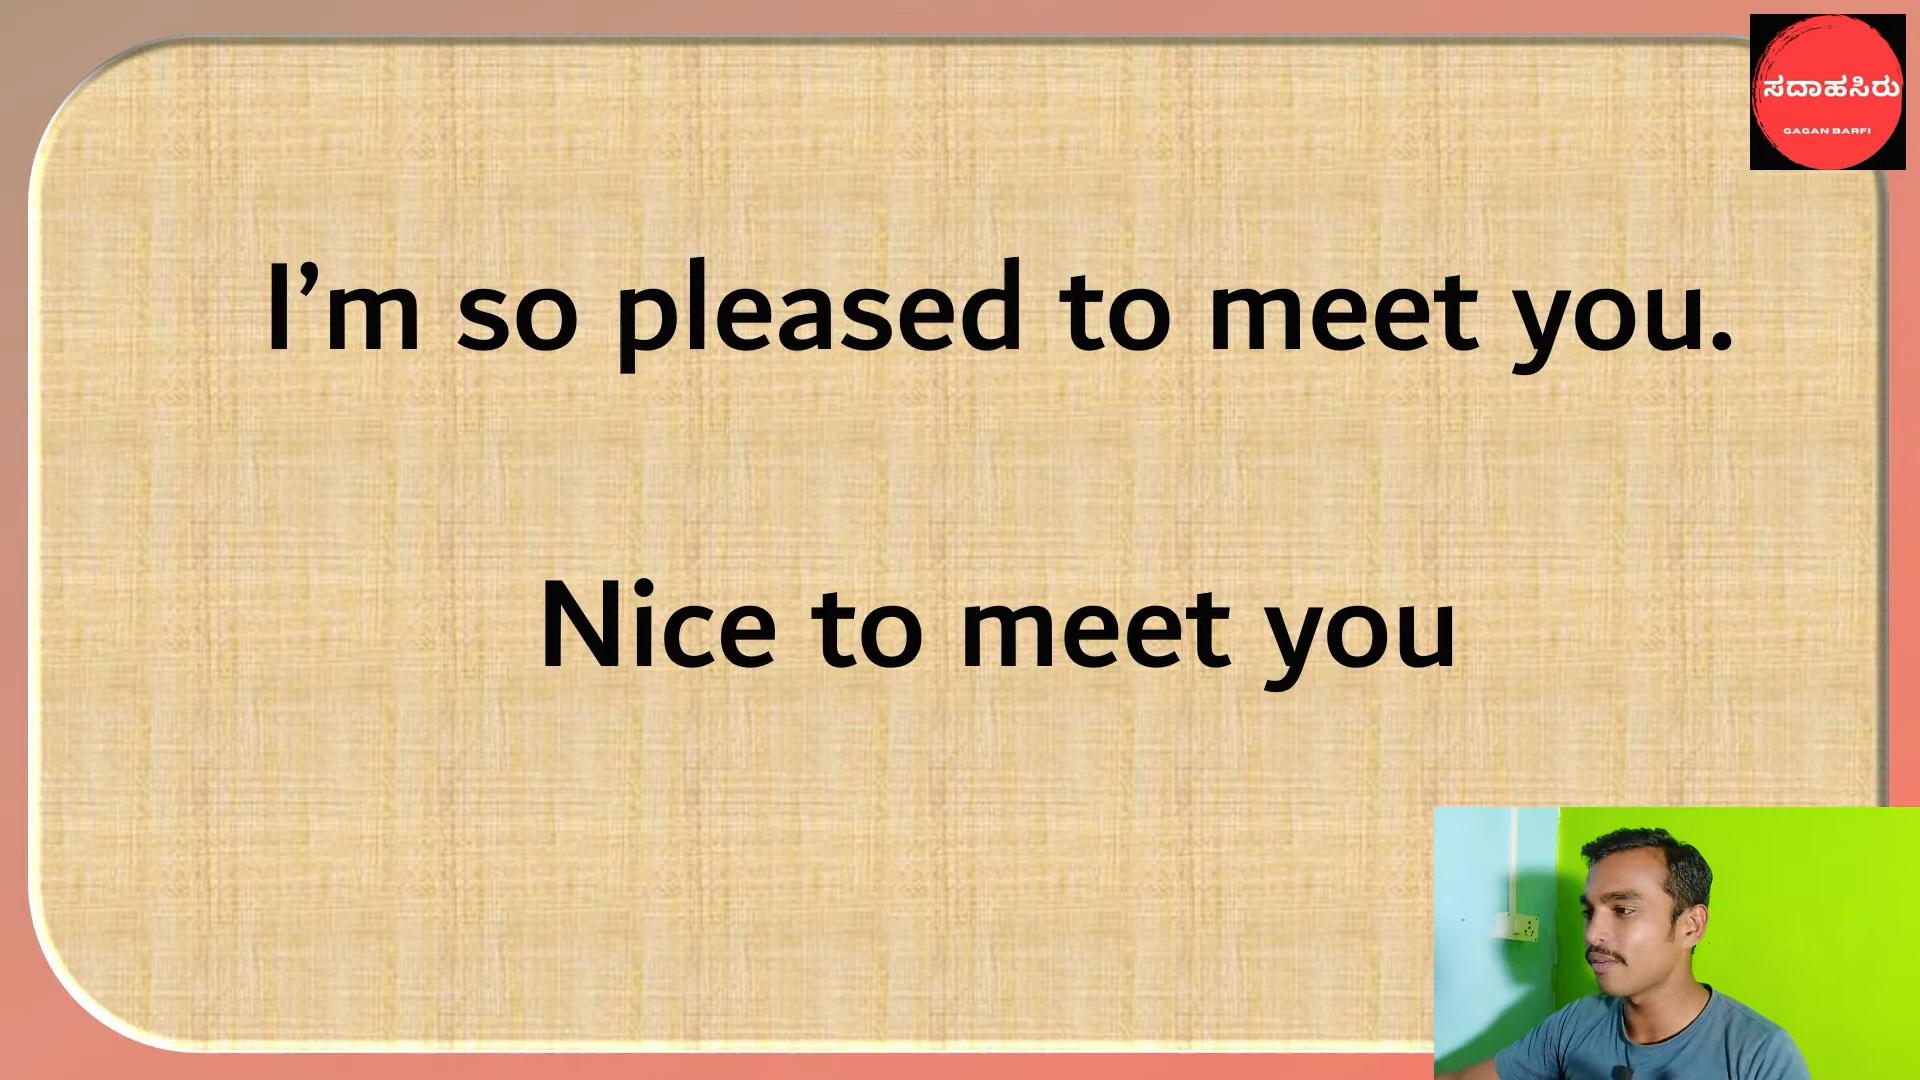 ಸದಾಹಸಿರು
GAGAN BARFI
I’m so pleased to meet you.
Nice to meet you